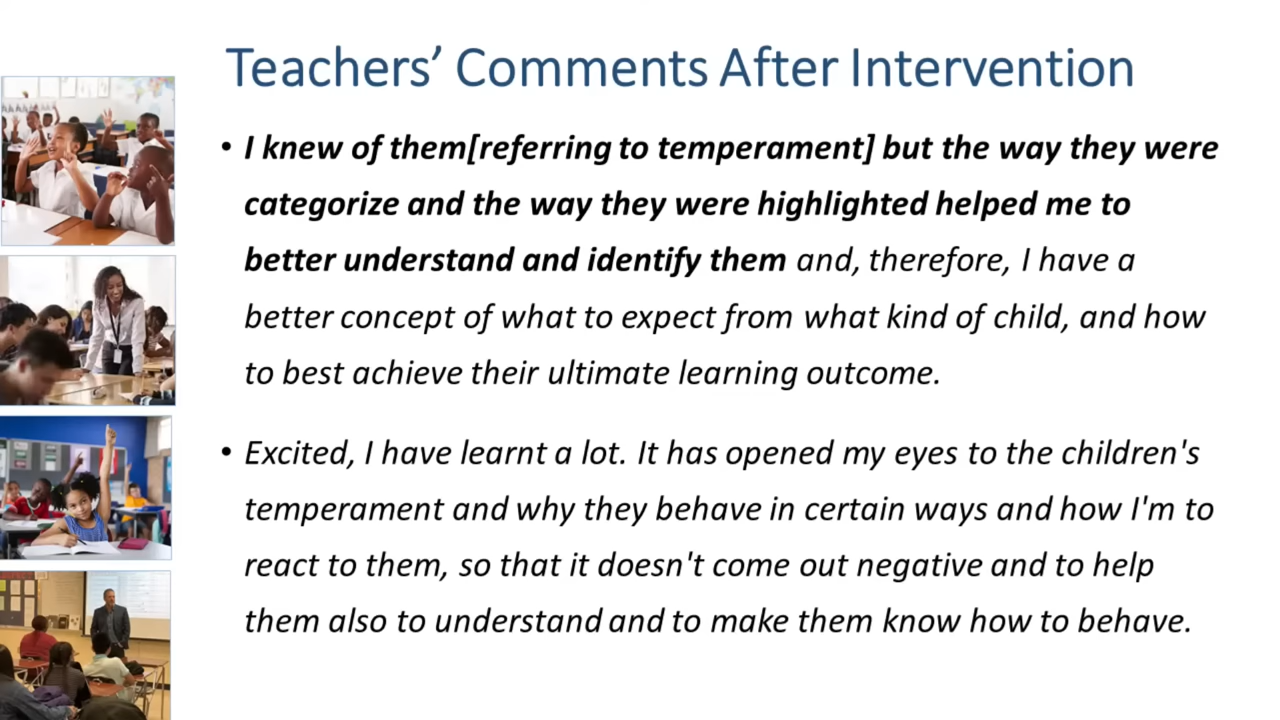 Teachers’ Comments After Intervention
• I knew of them[referring to temperament] but the way they were
categorize and the way they were highlighted helped me to
better understand and identify them and, therefore, I have a
better concept of what to expect from what kind of child, and how
to best achieve their ultimate learning outcome.
• Excited, I have learnt a lot. It has opened my eyes to the children's
temperament and why they behave in certain ways and how I'm to
react to them, so that it doesn't come out negative and to help
them also to understand and to make them know how to behave.